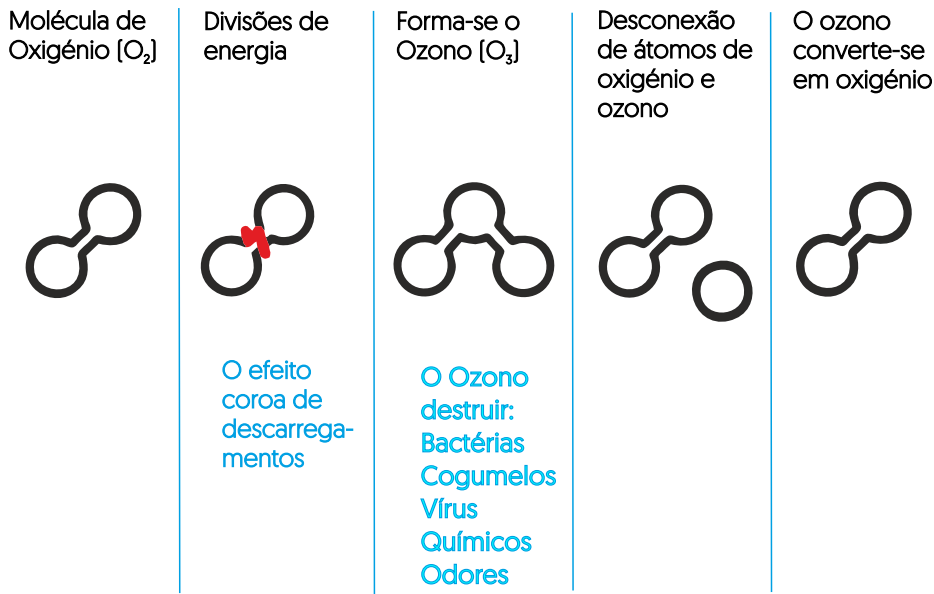 Molécula de
Oxigénio (O₂)
Divisões de
energia
Forma-se o
Ozono (O₃)
Desconexão
de átomos de
oxigénio e
ozono
O ozono
converte-se
em oxigénio
O efeito
coroa de
descarrega-
mentos
O Ozono
destruir:
Bactérias
Cogumelos
Vírus
Químicos
Odores